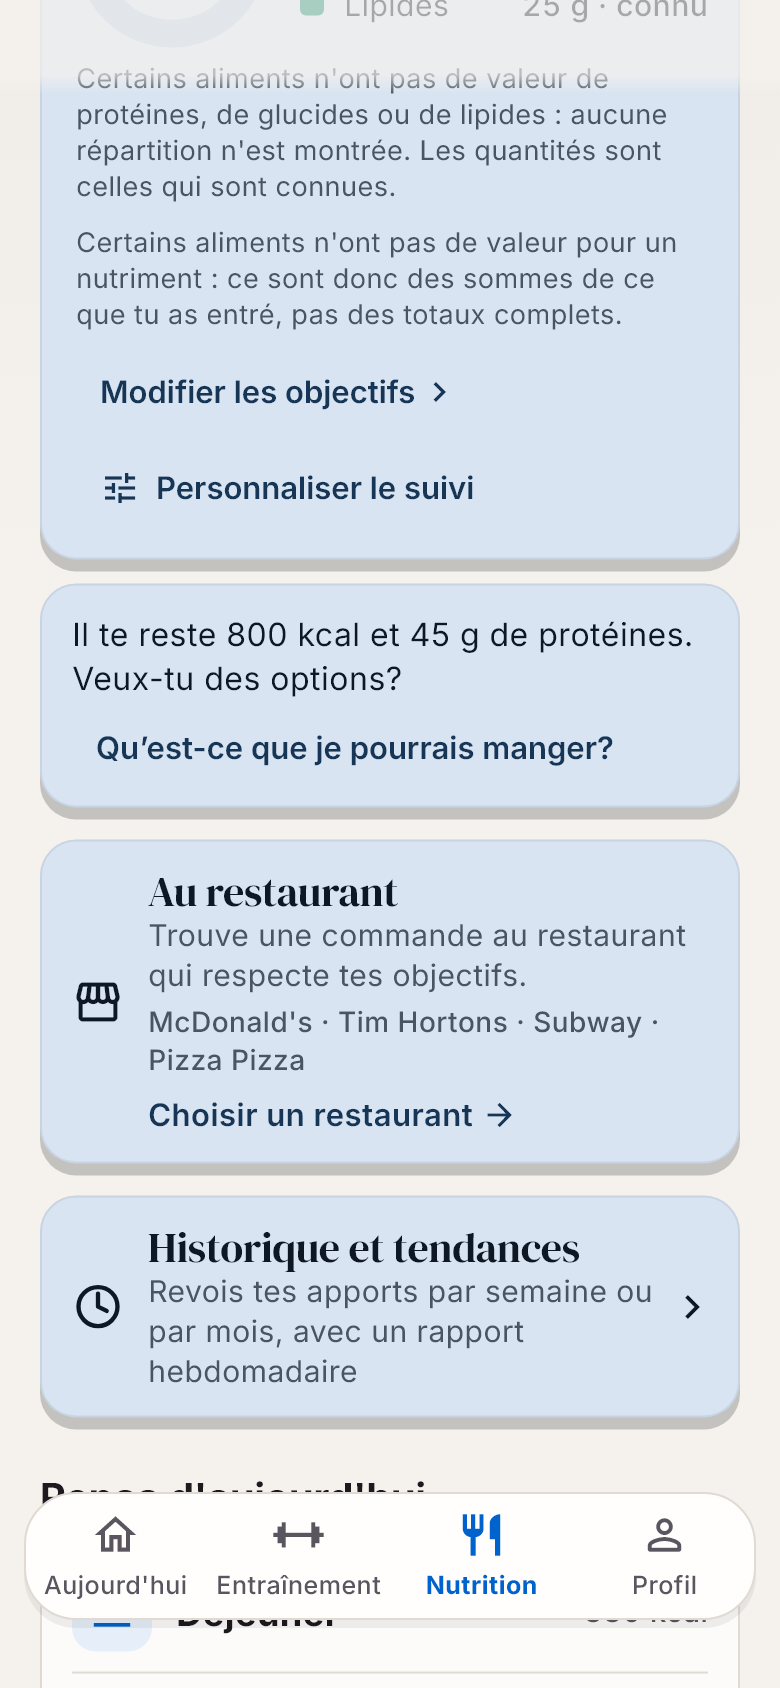 Lipides 25 g · connu
Certains aliments n'ont pas de valeur de
protéines, de glucides ou de lipides : aucune
répartition n'est montrée. Les quantités sont
celles qui sont connues.
Certains aliments n'ont pas de valeur pour un
nutriment : ce sont donc des sommes de ce
que tu as entré, pas des totaux complets.
Modifier les objectifs
Personnaliser le suivi
Il te reste 800 kcal et 45 g de protéines.
Veux-tu des options?
Qu’est-ce que je pourrais manger?
Au restaurant
Trouve une commande au restaurant
qui respecte tes objectifs.
McDonald's · Tim Hortons · Subway ·
Pizza Pizza
Choisir un restaurant →
Historique et tendances
Revois tes apports par semaine ou
par mois, avec un rapport
hebdomadaire
d'aujourd'hui
Aujourd'hui Entraînement Nutrition Profil
Déjeuner kcal